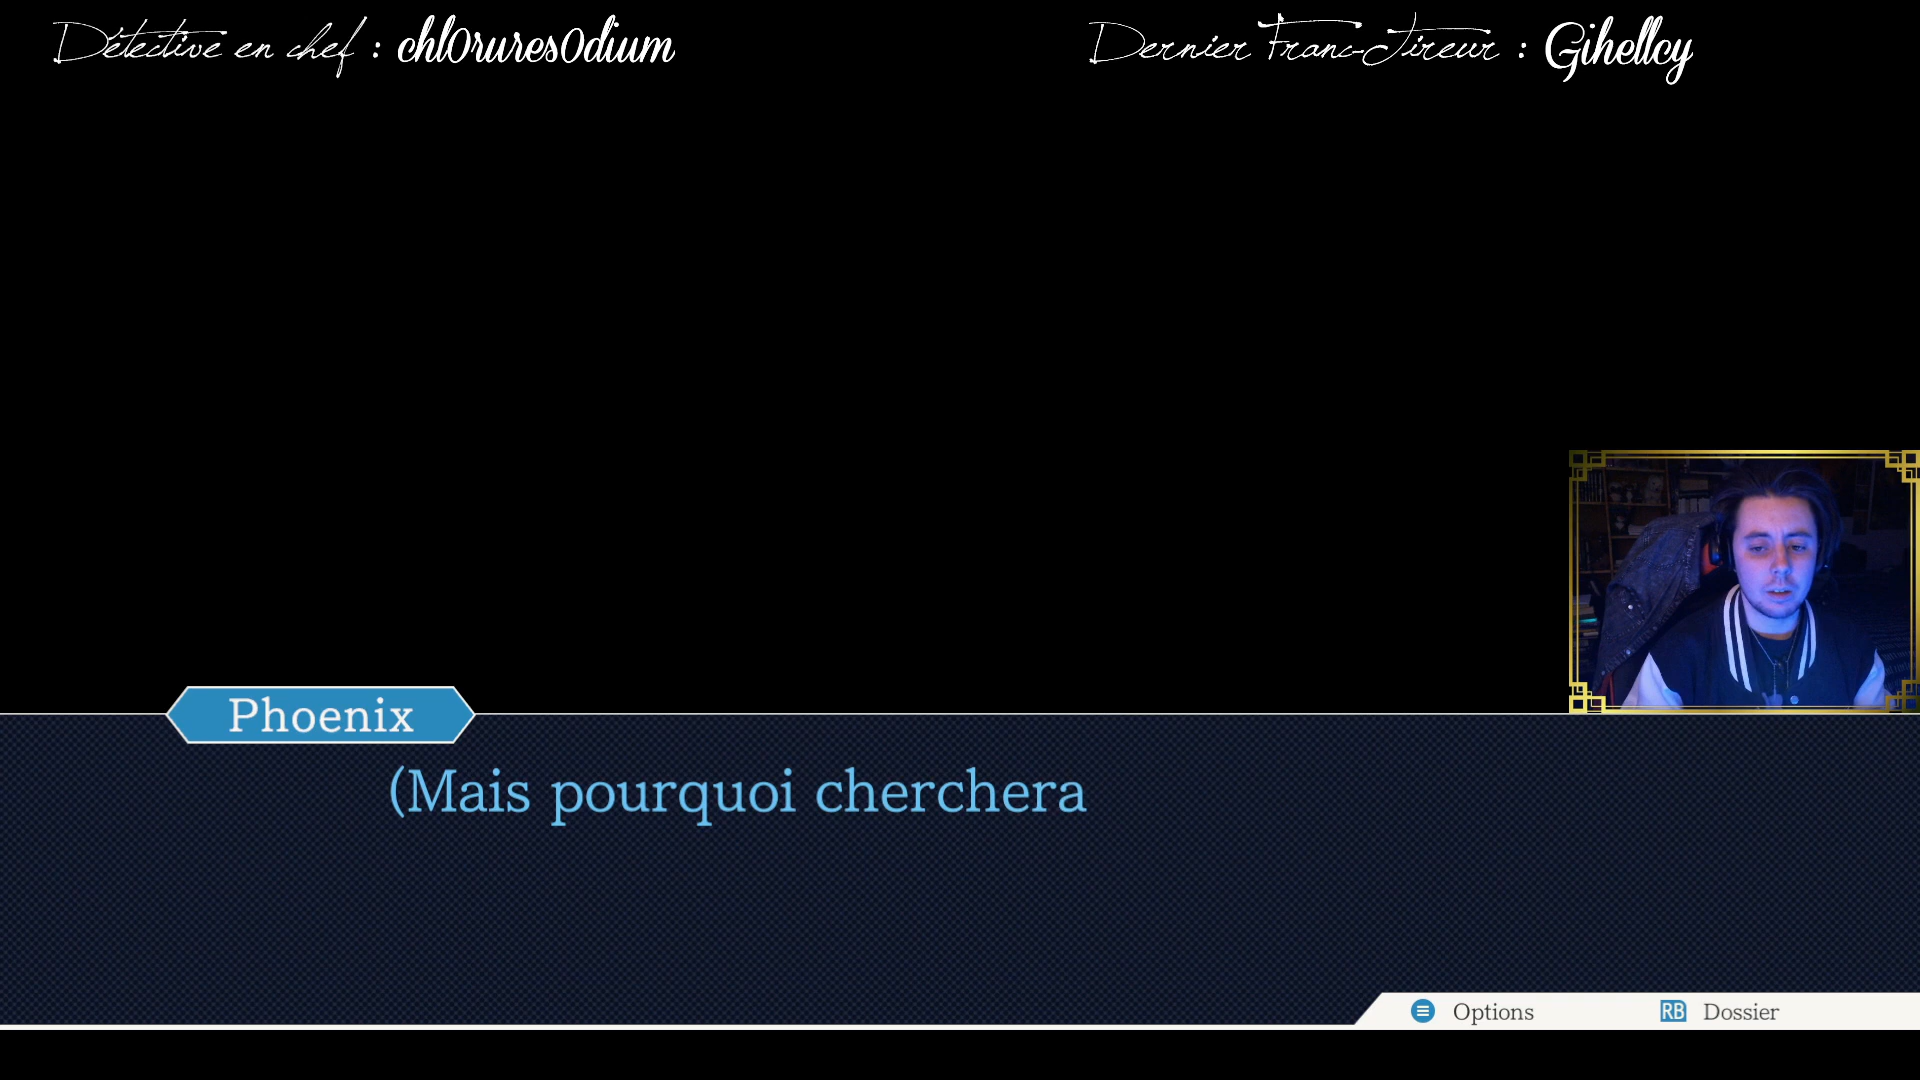 Détective en chef : chl0rures0dium
Dernier Franc-Tireur : Gihellcy
Phoenix
(Mais pourquoi cherchera
Options
RB Dossier